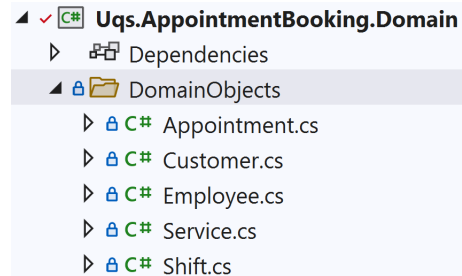 C# Uqs.AppointmentBooking.Domain
Dependencies
DomainObjects
C# Appointment.cs
C# Customer.cs
C# Employee.cs
C# Service.cs
C# Shift.cs